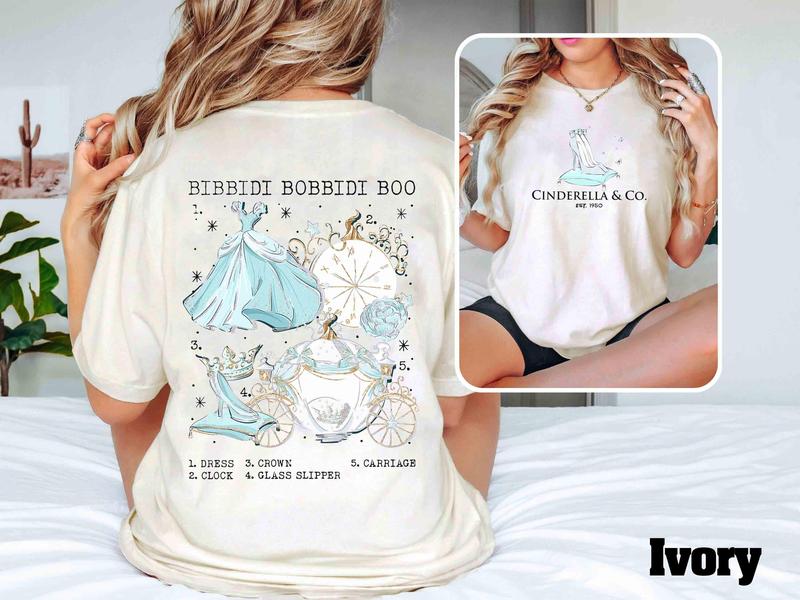 BIBBIDI BOBBIDI BOO
1.
2.
3.
4.
5.
1. DRESS 3. CROWN 5. CARRIAGE
2. CLOCK 4. GLASS SLIPPER
CINDERELLA & CO.
EST. 1950
Ivory